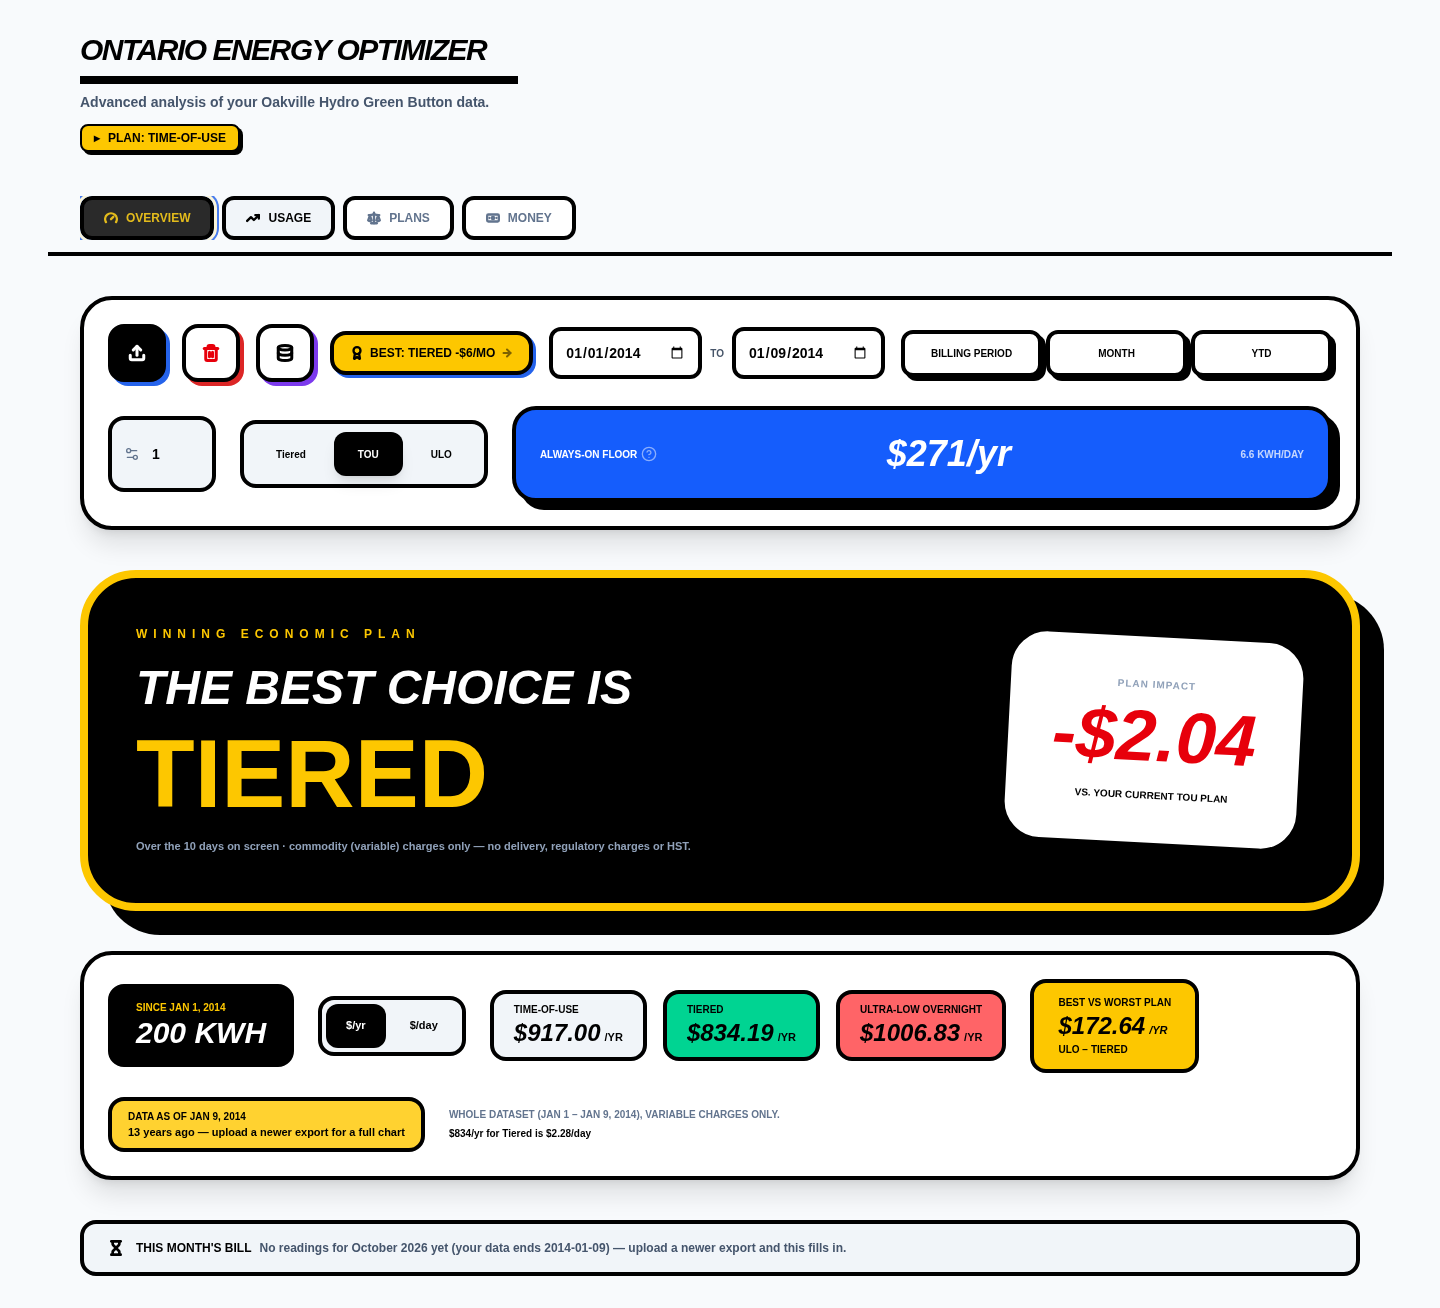 ONTARIO ENERGY OPTIMIZER
Advanced analysis of your Oakville Hydro Green Button data.
▸ PLAN: TIME-OF-USE
OVERVIEW
USAGE
PLANS
MONEY
BEST: TIERED -$6/MO →
01/01/2014
TO
01/09/2014
BILLING PERIOD
MONTH
YTD
1
Tiered
TOU
ULO
ALWAYS-ON FLOOR ?
$271/yr
6.6 KWH/DAY
WINNING ECONOMIC PLAN
THE BEST CHOICE IS
TIERED
Over the 10 days on screen · commodity (variable) charges only — no delivery, regulatory charges or HST.
PLAN IMPACT
-$2.04
VS. YOUR CURRENT TOU PLAN
SINCE JAN 1, 2014
200 KWH
$/yr
$/day
TIME-OF-USE
$917.00 /YR
TIERED
$834.19 /YR
ULTRA-LOW OVERNIGHT
$1006.83 /YR
BEST VS WORST PLAN
$172.64 /YR
ULO – TIERED
DATA AS OF JAN 9, 2014
13 years ago — upload a newer export for a full chart
WHOLE DATASET (JAN 1 – JAN 9, 2014), VARIABLE CHARGES ONLY.
$834/yr for Tiered is $2.28/day
THIS MONTH'S BILL No readings for October 2026 yet (your data ends 2014-01-09) — upload a newer export and this fills in.